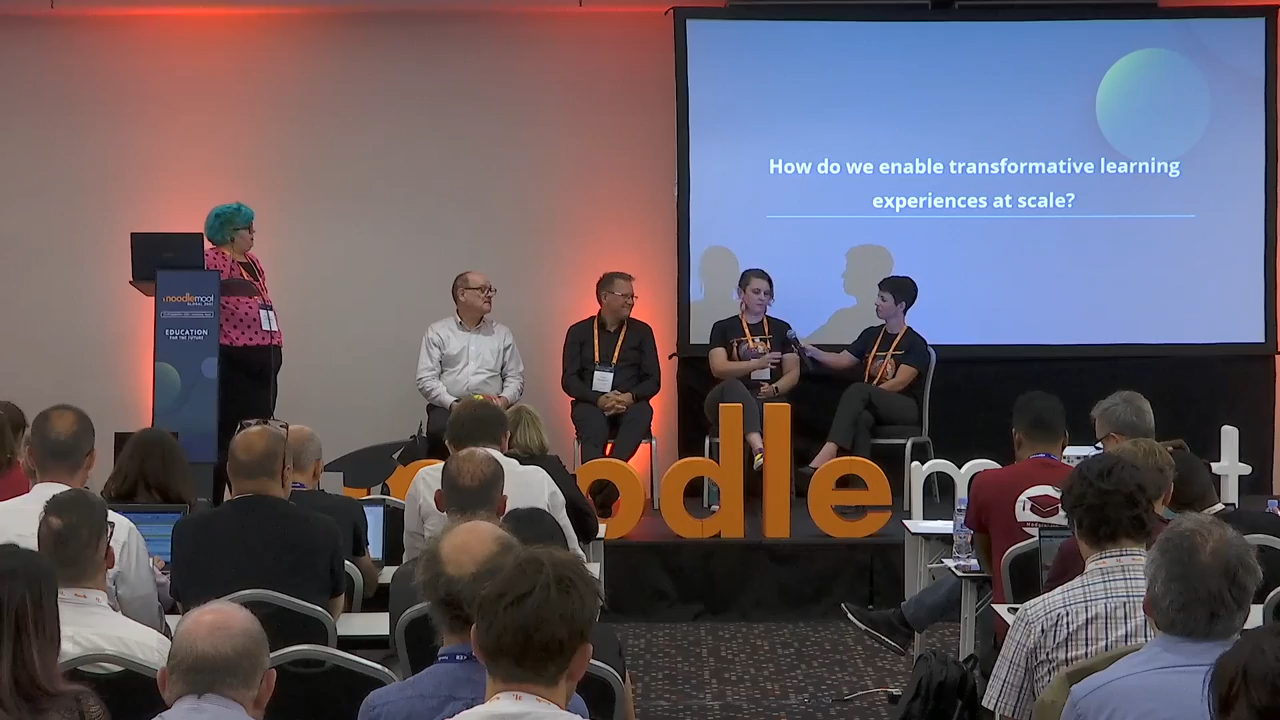 How do we enable transformative learning
experiences at scale?
moodlemoot
EDUCATION
FOR THE FUTURE
odle
m
t